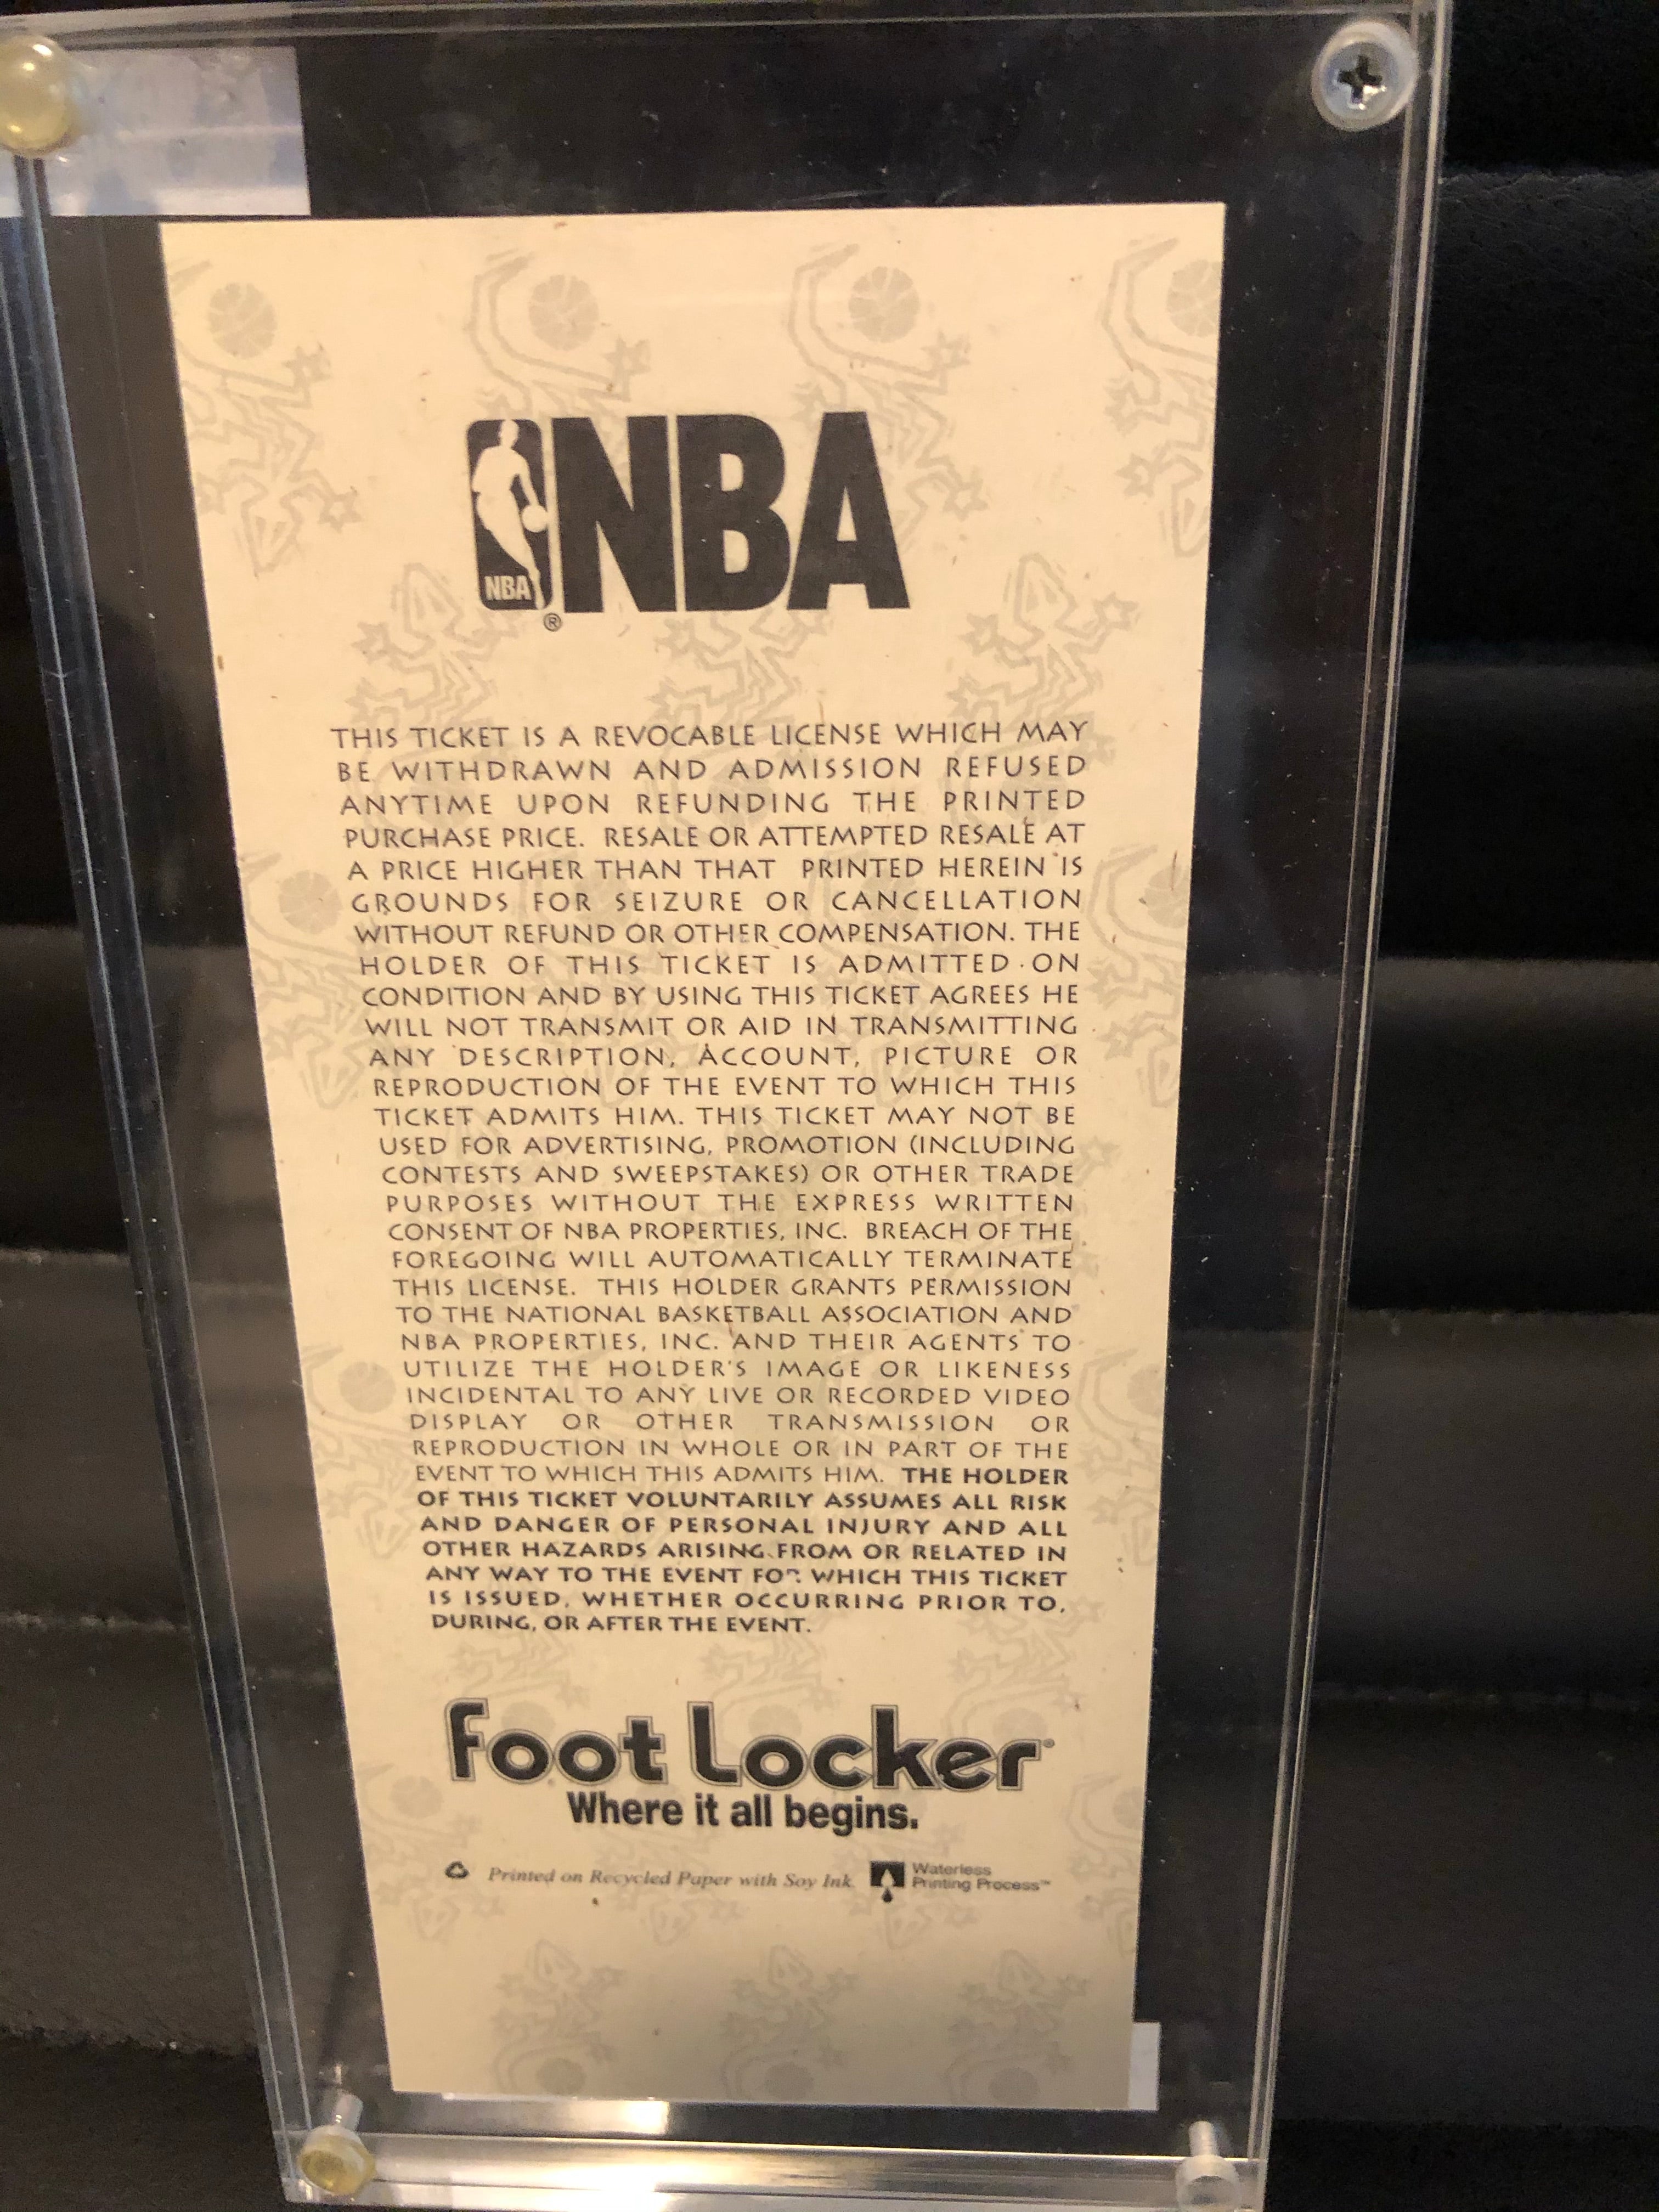 NBA
NBA
®
THIS TICKET IS A REVOCABLE LICENSE WHICH MAY
BE WITHDRAWN AND ADMISSION REFUSED
ANYTIME UPON REFUNDING THE PRINTED
PURCHASE PRICE. RESALE OR ATTEMPTED RESALE AT
A PRICE HIGHER THAN THAT PRINTED HEREIN IS
GROUNDS FOR SEIZURE OR CANCELLATION
WITHOUT REFUND OR OTHER COMPENSATION. THE
HOLDER OF THIS TICKET IS ADMITTED ON
CONDITION AND BY USING THIS TICKET AGREES HE
WILL NOT TRANSMIT OR AID IN TRANSMITTING
ANY DESCRIPTION, ACCOUNT, PICTURE OR
REPRODUCTION OF THE EVENT TO WHICH THIS
TICKET ADMITS HIM. THIS TICKET MAY NOT BE
USED FOR ADVERTISING, PROMOTION (INCLUDING
CONTESTS AND SWEEPSTAKES) OR OTHER TRADE
PURPOSES WITHOUT THE EXPRESS WRITTEN
CONSENT OF NBA PROPERTIES, INC. BREACH OF THE
FOREGOING WILL AUTOMATICALLY TERMINATE
THIS LICENSE. THIS HOLDER GRANTS PERMISSION
TO THE NATIONAL BASKETBALL ASSOCIATION AND
NBA PROPERTIES, INC. AND THEIR AGENTS TO
UTILIZE THE HOLDER'S IMAGE OR LIKENESS
INCIDENTAL TO ANY LIVE OR RECORDED VIDEO
DISPLAY OR OTHER TRANSMISSION OR
REPRODUCTION IN WHOLE OR IN PART OF THE
EVENT TO WHICH THIS ADMITS HIM. THE HOLDER
OF THIS TICKET VOLUNTARILY ASSUMES ALL RISK
AND DANGER OF PERSONAL INJURY AND ALL
OTHER HAZARDS ARISING FROM OR RELATED IN
ANY WAY TO THE EVENT FOR WHICH THIS TICKET
IS ISSUED, WHETHER OCCURRING PRIOR TO,
DURING, OR AFTER THE EVENT.
Foot Locker®
Where it all begins.
Printed on Recycled Paper with Soy Ink
Waterless
Printing Process™